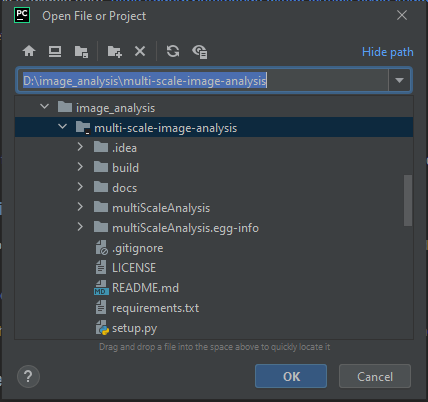 PC Open File or Project
Hide path
D:\image_analysis\multi-scale-image-analysis
image_analysis
multi-scale-image-analysis
.idea
build
docs
multiScaleAnalysis
multiScaleAnalysis.egg-info
.gitignore
LICENSE
MD README.md
requirements.txt
setup.py
Drag and drop a file into the space above to quickly locate it
? OK Cancel